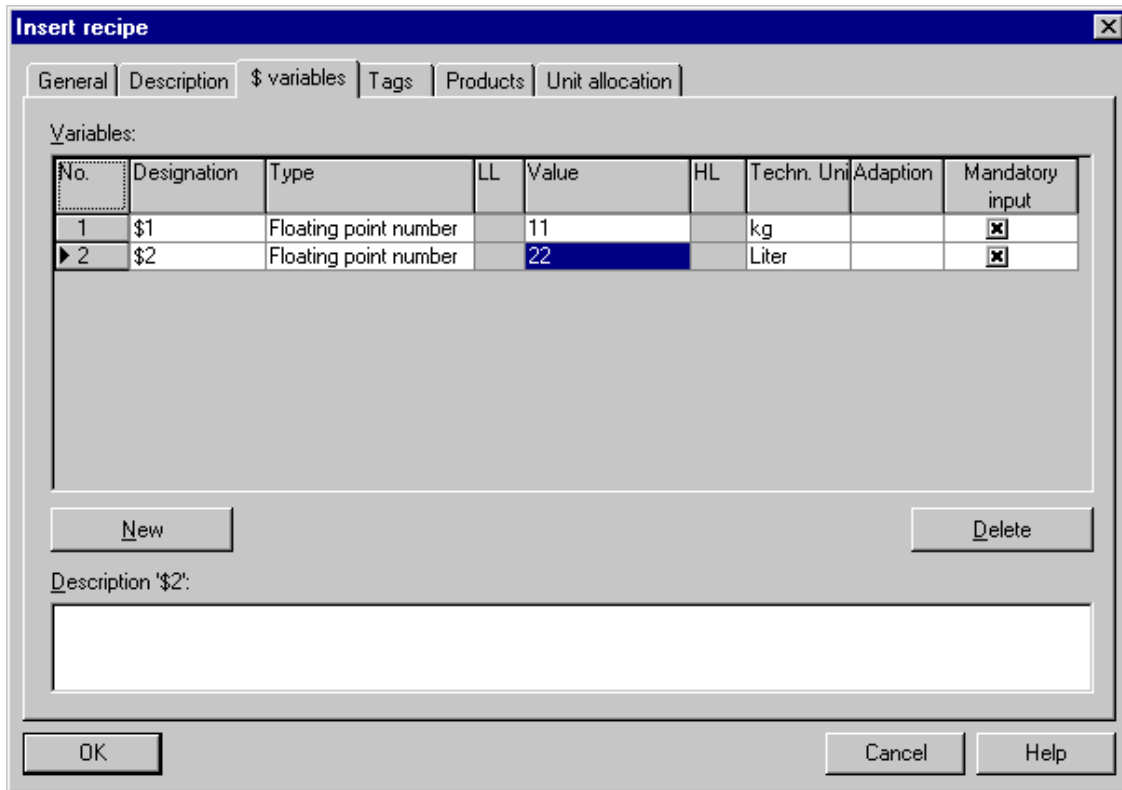 Insert recipe
General Description $ variables Tags Products Unit allocation
Variables:
No. Designation Type LL Value HL Techn. Uni Adaption Mandatory
input
1 $1 Floating point number 11 kg
2 $2 Floating point number 22 Liter
New Delete
Description '$2':
OK Cancel Help